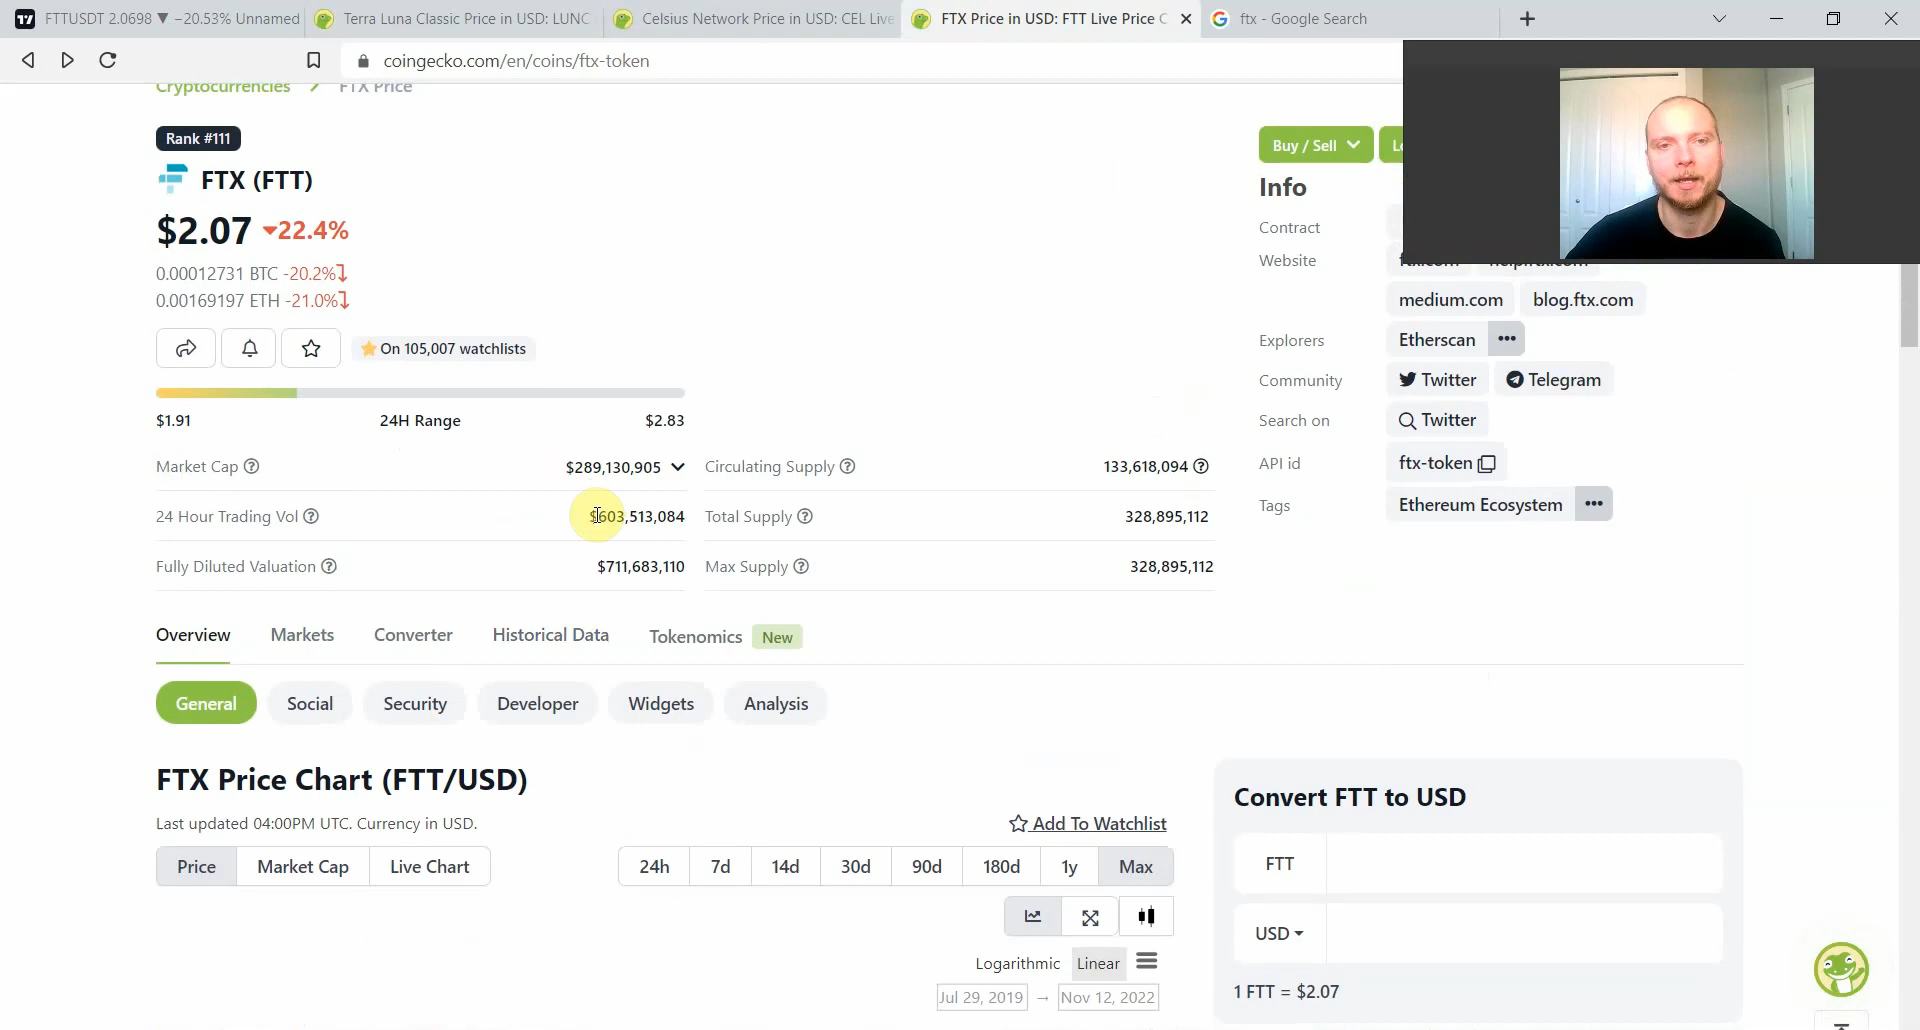 FTTUSDT 2.0698 ▼ −20.53% Unnamed
Terra Luna Classic Price in USD: LUNC
Celsius Network Price in USD: CEL Live
FTX Price in USD: FTT Live Price C
ftx - Google Search
coingecko.com/en/coins/ftx-token
Cryptocurrencies > FTX Price
Rank #111
FTX (FTT)
$2.07 22.4%
0.00012731 BTC -20.2%
0.00169197 ETH -21.0%
On 105,007 watchlists
$1.91 24H Range $2.83
Market Cap $289,130,905
Circulating Supply 133,618,094
24 Hour Trading Vol $603,513,084
Total Supply 328,895,112
Fully Diluted Valuation $711,683,110
Max Supply 328,895,112
Buy / Sell
Info
Contract
Website
medium.com blog.ftx.com
Explorers Etherscan
Community Twitter Telegram
Search on Twitter
API id ftx-token
Tags Ethereum Ecosystem
Overview Markets Converter Historical Data Tokenomics New
General Social Security Developer Widgets Analysis
FTX Price Chart (FTT/USD)
Last updated 04:00PM UTC. Currency in USD.
Add To Watchlist
Price Market Cap Live Chart
24h 7d 14d 30d 90d 180d 1y Max
Logarithmic Linear
Jul 29, 2019 → Nov 12, 2022
Convert FTT to USD
FTT
USD
1 FTT = $2.07